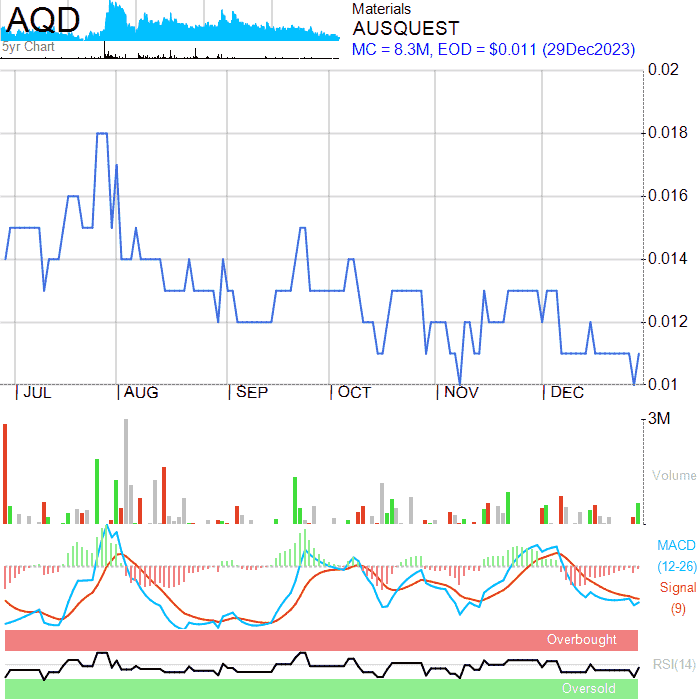 AQD
5yr Chart
Materials
AUSQUEST
MC = 8.3M, EOD = $0.011 (29Dec2023)
0.02
0.018
0.016
0.014
0.012
0.01
JUL AUG SEP OCT NOV DEC
3M
Volume
MACD
(12-26)
Signal
(9)
Overbought
RSI(14)
Oversold